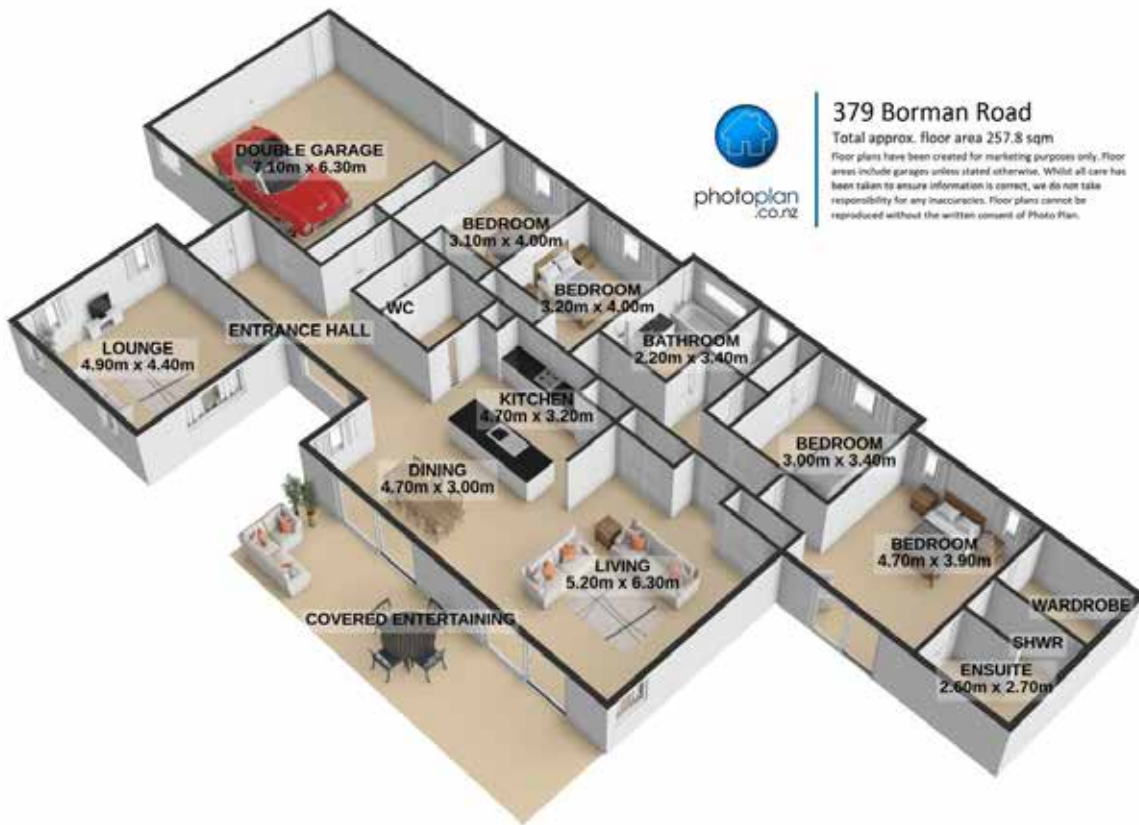 379 Borman Road
Total approx. floor area 257.8 sqm
Floor plans have been created for marketing purposes only. Floor
areas include garages unless stated otherwise. Whilst all care has
been taken to ensure information is correct, we do not take
responsibility for any inaccuracies. Floor plans cannot be
reproduced without the written consent of Photo Plan.
photoplan
.co.nz
DOUBLE GARAGE
7.10m x 6.30m
BEDROOM
3.10m x 4.00m
BEDROOM
3.20m x 4.00m
WC
ENTRANCE HALL
LOUNGE
4.90m x 4.40m
BATHROOM
2.20m x 3.40m
KITCHEN
4.70m x 3.20m
BEDROOM
3.00m x 3.40m
DINING
4.70m x 3.00m
BEDROOM
4.70m x 3.90m
LIVING
5.20m x 6.30m
COVERED ENTERTAINING
WARDROBE
SHWR
ENSUITE
2.60m x 2.70m